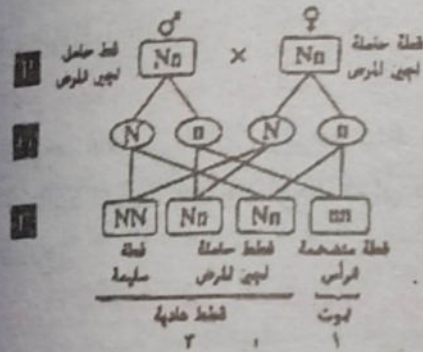 ♂ ♀
قط حامل Nn × Nn قطة حاملة
لجين المرض لجين المرض
N n N n
NN Nn Nn nn
قطة قطط حاملة قطة متضخمة
سليمة لجين المرض الرأس
قطط عادية تموت
٣ : ١